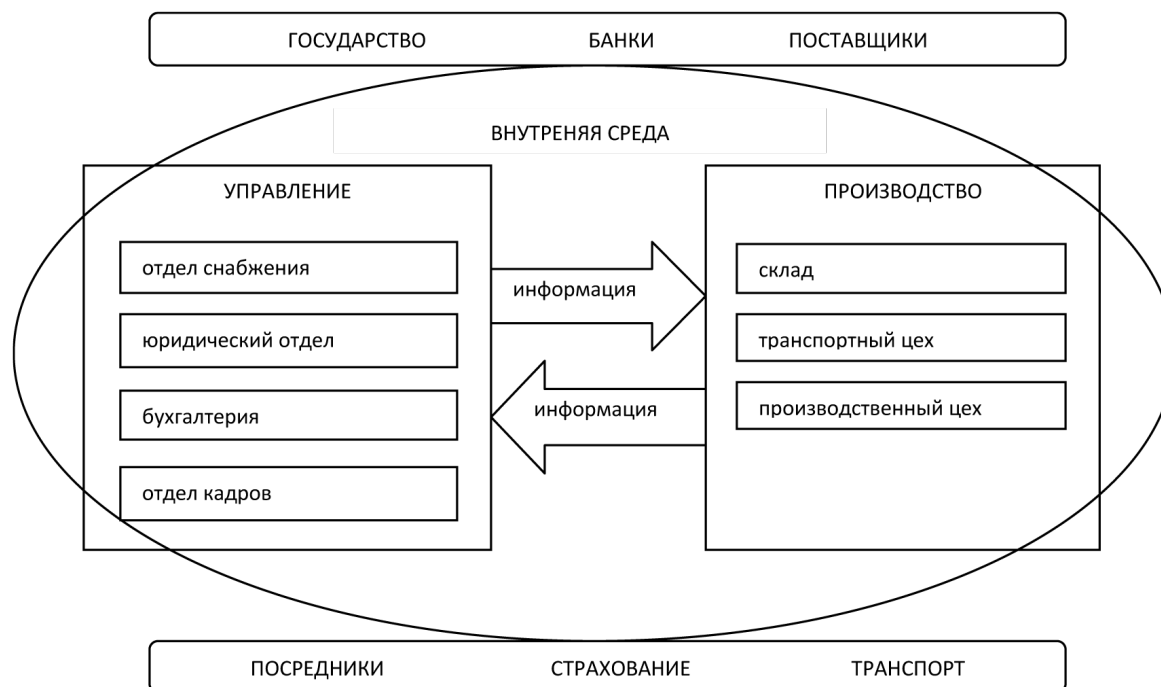 ГОСУДАРСТВО БАНКИ ПОСТАВЩИКИ
ВНУТРЕНЯЯ СРЕДА
УПРАВЛЕНИЕ
отдел снабжения
юридический отдел
бухгалтерия
отдел кадров
информация
информация
ПРОИЗВОДСТВО
склад
транспортный цех
производственный цех
ПОСРЕДНИКИ СТРАХОВАНИЕ ТРАНСПОРТ